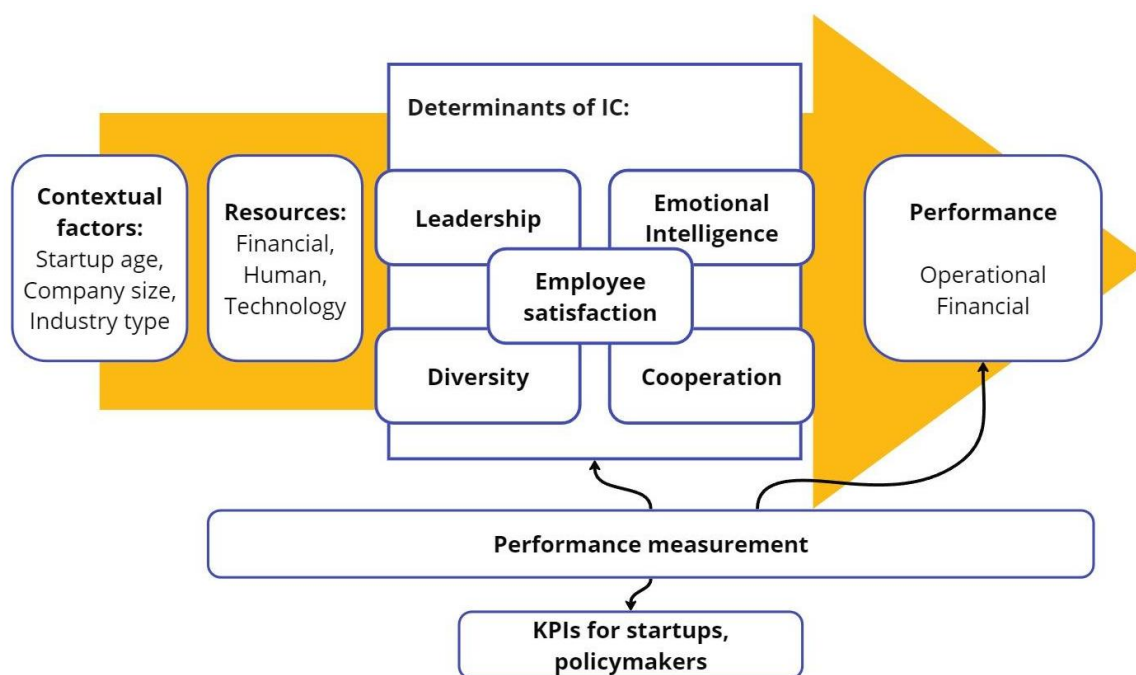 Determinants of IC:
Contextual
factors:
Startup age,
Company size,
Industry type
Resources:
Financial,
Human,
Technology
Leadership
Emotional
Intelligence
Employee
satisfaction
Diversity
Cooperation
Performance
Operational
Financial
Performance measurement
KPIs for startups,
policymakers